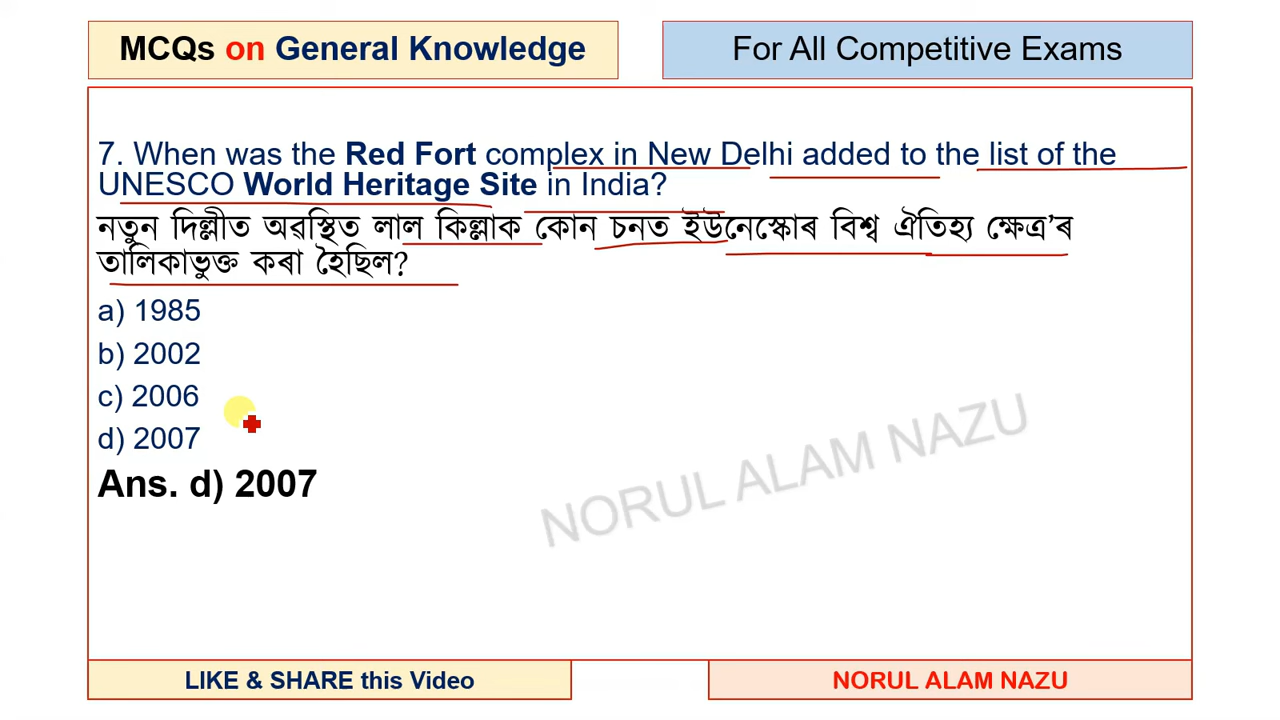 MCQs on General Knowledge
For All Competitive Exams
7. When was the Red Fort complex in New Delhi added to the list of the
UNESCO World Heritage Site in India?
নতুন দিল্লীত অৱস্থিত লাল কিল্লাক কোন চনত ইউনেস্কোৰ বিশ্ব ঐতিহ্য ক্ষেত্ৰ'ৰ
তালিকাভুক্ত কৰা হৈছিল?
a) 1985
b) 2002
c) 2006
d) 2007
Ans. d) 2007
NORUL ALAM NAZU
LIKE & SHARE this Video
NORUL ALAM NAZU